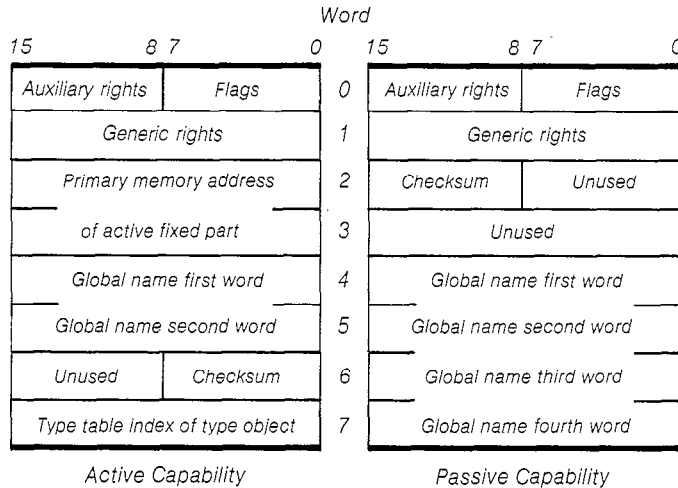 Word
15 8 7 0 15 8 7 0
Auxiliary rights Flags 0 Auxiliary rights Flags
Generic rights 1 Generic rights
Primary memory address 2 Checksum Unused
of active fixed part 3 Unused
Global name first word 4 Global name first word
Global name second word 5 Global name second word
Unused Checksum 6 Global name third word
Type table index of type object 7 Global name fourth word
Active Capability Passive Capability